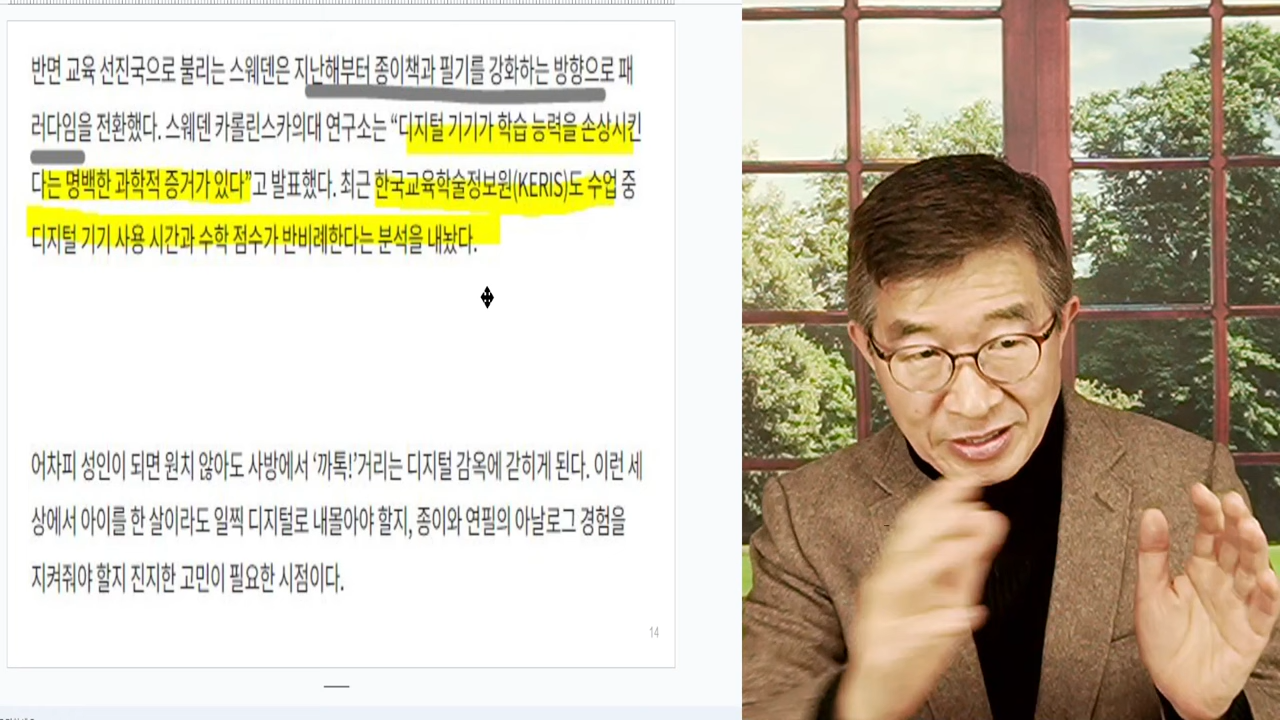 반면 교육 선진국으로 불리는 스웨덴은 지난해부터 종이책과 필기를 강화하는 방향으로 패
러다임을 전환했다. 스웨덴 카롤린스카의대 연구소는 “디지털 기기가 학습 능력을 손상시킨
다는 명백한 과학적 증거가 있다”고 발표했다. 최근 한국교육학술정보원(KERIS)도 수업 중
디지털 기기 사용 시간과 수학 점수가 반비례한다는 분석을 내놨다.
어차피 성인이 되면 원치 않아도 사방에서 ‘까톡!’거리는 디지털 감옥에 갇히게 된다. 이런 세
상에서 아이를 한 살이라도 일찍 디지털로 내몰아야 할지, 종이와 연필의 아날로그 경험을
지켜줘야 할지 진지한 고민이 필요한 시점이다.
14